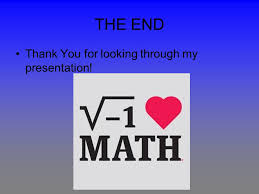 THE END
• Thank You for looking through my
presentation!
√-1 ♥
MATH